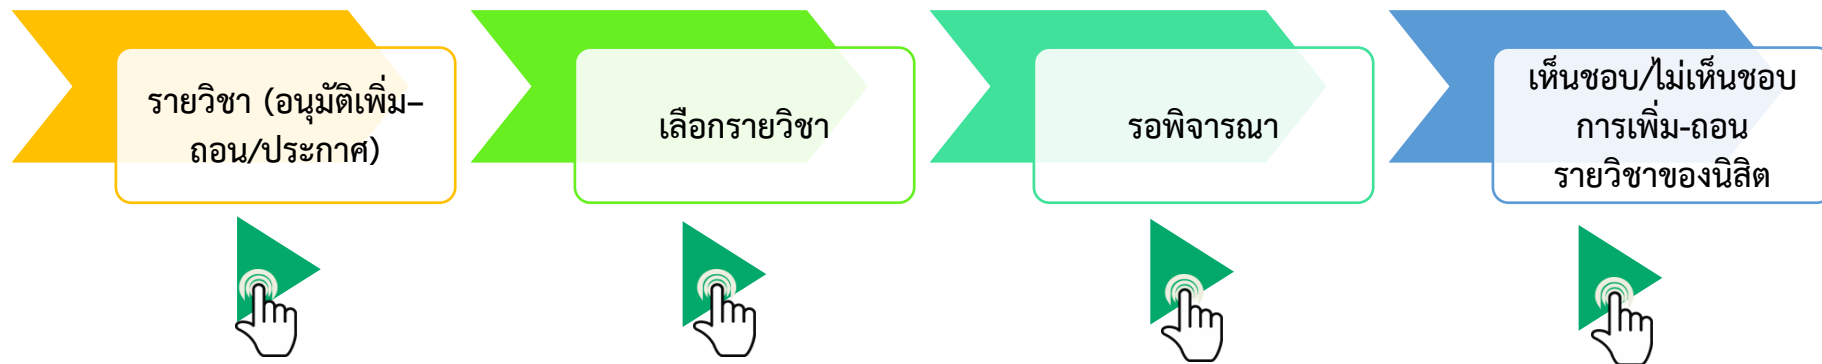 รายวิชา (อนุมัติเพิ่ม–
ถอน/ประกาศ)
เลือกรายวิชา
รอพิจารณา
เห็นชอบ/ไม่เห็นชอบ
การเพิ่ม-ถอน
รายวิชาของนิสิต